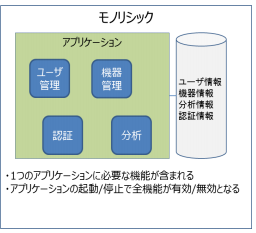 モノリシック
アプリケーション
ユーザ
管理
機器
管理
認証
分析
ユーザ情報
機器情報
分析情報
認証情報
・1つのアプリケーションに必要な機能が含まれる
・アプリケーションの起動/停止で全機能が有効/無効となる